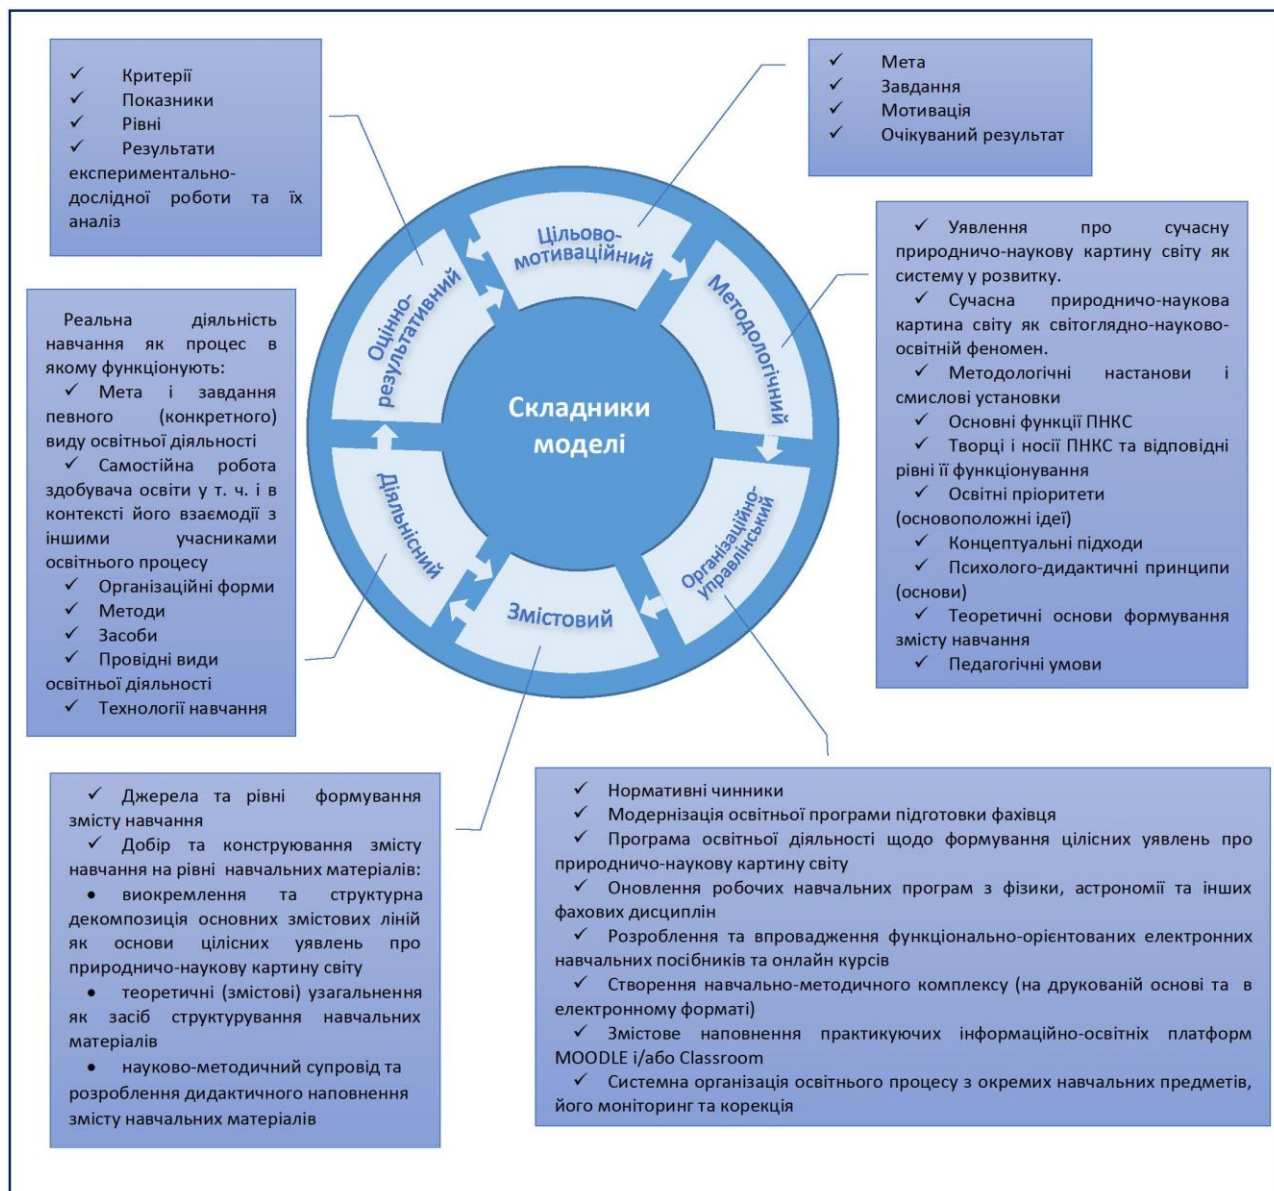 Критерії
Показники
Рівні
Результати
експериментально-
дослідної роботи та їх
аналіз
Мета
Завдання
Мотивація
Очікуваний результат
Цільово-
мотиваційний
Методологічний
Організаційно-
управлінський
Змістовий
Діяльнісний
Оцінно-
результативний
Складники
моделі
Уявлення про сучасну
природничо-наукову картину світу як
систему у розвитку.
Сучасна природничо-наукова
картина світу як світоглядно-науково-
освітній феномен.
Методологічні настанови і
смислові установки
Основні функції ПНКС
Творці і носії ПНКС та відповідні
рівні її функціонування
Освітні пріоритети
(основоположні ідеї)
Концептуальні підходи
Психолого-дидактичні принципи
(основи)
Теоретичні основи формування
змісту навчання
Педагогічні умови
Реальна діяльність
навчання як процес в
якому функціонують:
Мета і завдання
певного (конкретного)
виду освітньої діяльності
Самостійна робота
здобувача освіти у т. ч. і в
контексті його взаємодії з
іншими учасниками
освітнього процесу
Організаційні форми
Методи
Засоби
Провідні види
освітньої діяльності
Технології навчання
Джерела та рівні формування
змісту навчання
Добір та конструювання змісту
навчання на рівні навчальних матеріалів:
• виокремлення та структурна
декомпозиція основних змістових ліній
як основи цілісних уявлень про
природничо-наукову картину світу
• теоретичні (змістові) узагальнення
як засіб структурування навчальних
матеріалів
• науково-методичний супровід та
розроблення дидактичного наповнення
змісту навчальних матеріалів
Нормативні чинники
Модернізація освітньої програми підготовки фахівця
Програма освітньої діяльності щодо формування цілісних уявлень про
природничо-наукову картину світу
Оновлення робочих навчальних програм з фізики, астрономії та інших
фахових дисциплін
Розроблення та впровадження функціонально-орієнтованих електронних
навчальних посібників та онлайн курсів
Створення навчально-методичного комплексу (на друкованій основі та в
електронному форматі)
Змістове наповнення практикуючих інформаційно-освітніх платформ
MOODLE і/або Classroom
Системна організація освітнього процесу з окремих навчальних предметів,
його моніторинг та корекція